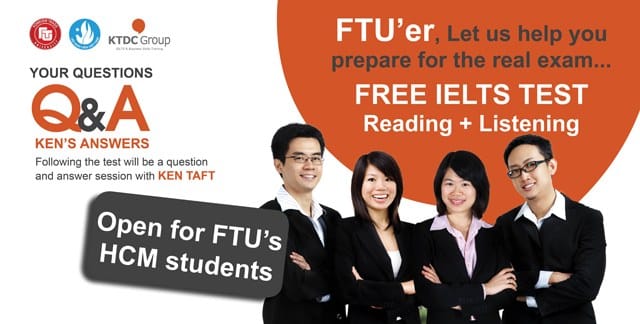 KTDC Group
YOUR QUESTIONS
Q&A
KEN'S ANSWERS
Following the test will be a question
and answer session with KEN TAFT
Open for FTU's
HCM students
FTU'er, Let us help you
prepare for the real exam...
FREE IELTS TEST
Reading + Listening